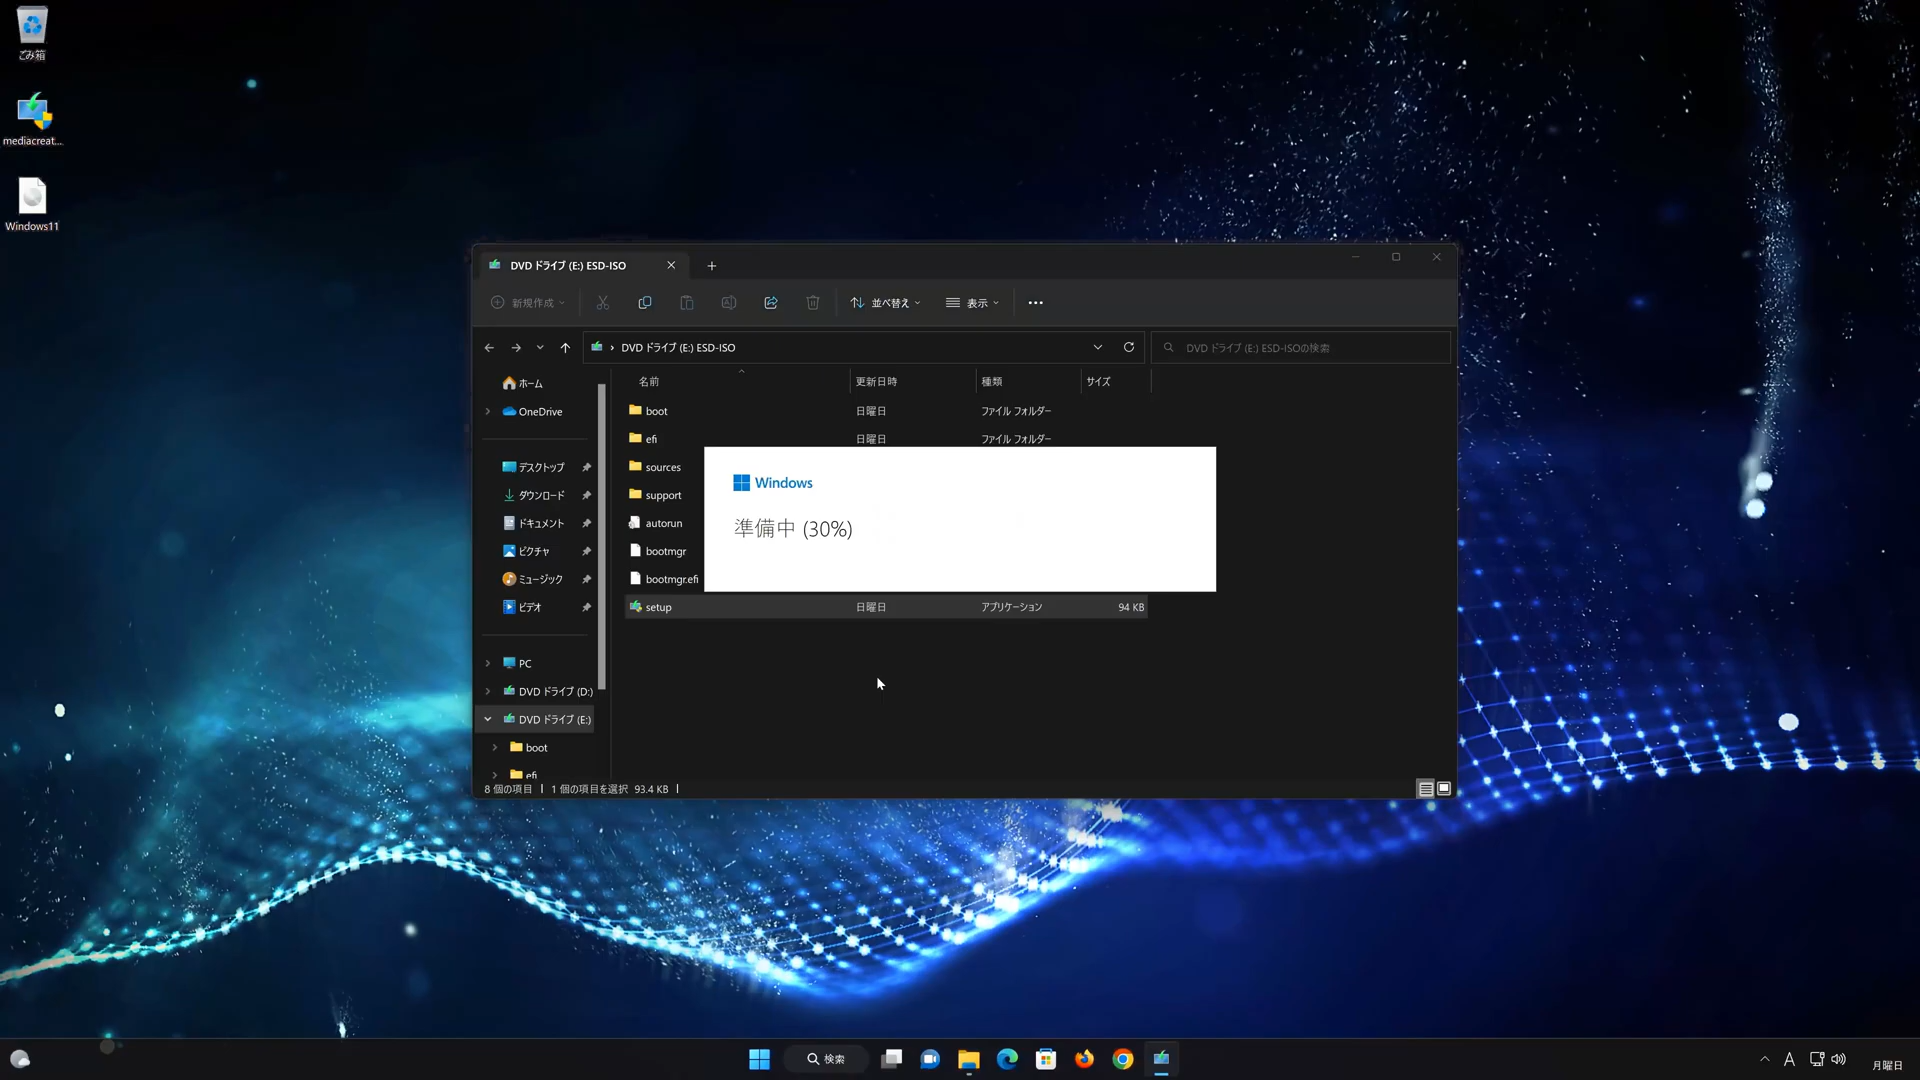 ごみ箱
mediacreat...
Windows11
DVD ドライブ (E:) ESD-ISO
新規作成
並べ替え
表示
DVD ドライブ (E:) ESD-ISO
DVD ドライブ (E:) ESD-ISOの検索
ホーム
OneDrive
デスクトップ
ダウンロード
ドキュメント
ピクチャ
ミュージック
ビデオ
PC
DVD ドライブ (D:)
DVD ドライブ (E:)
boot
efi
名前 更新日時 種類 サイズ
boot 日曜日 ファイル フォルダー
efi 日曜日 ファイル フォルダー
sources
support
autorun
bootmgr
bootmgr.efi
setup 日曜日 アプリケーション 94 KB
Windows
準備中 (30%)
8 個の項目 1 個の項目を選択 93.4 KB
検索
A
月曜日